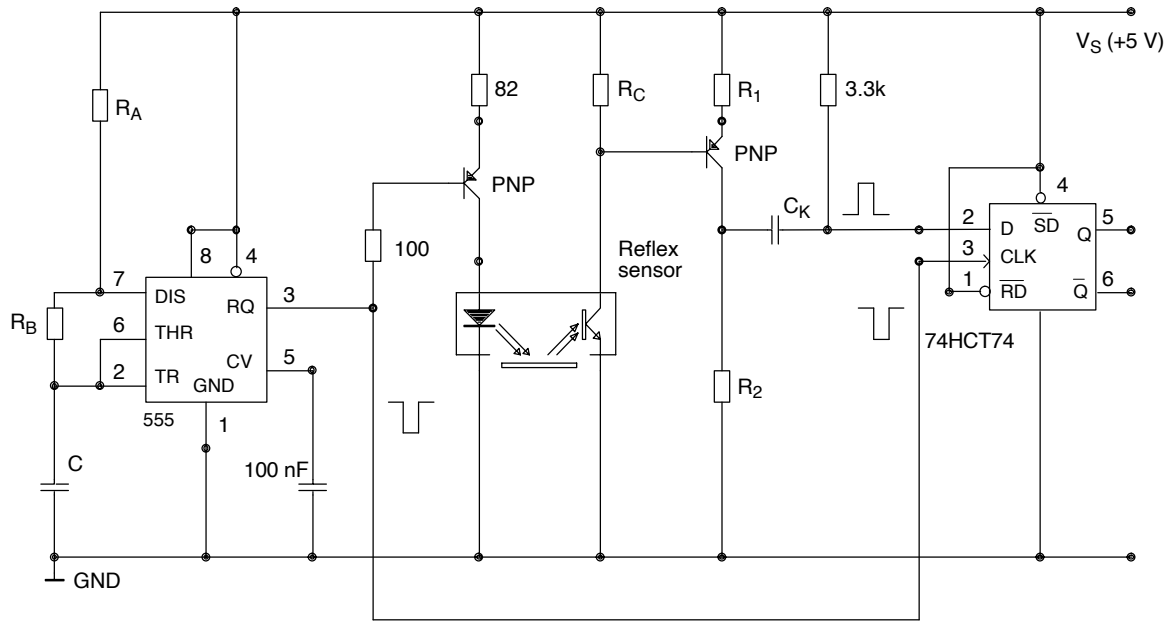 V_S (+5 V)
R_A
82
R_C
R_1
3.3k
PNP
PNP
4
C_K
2
D
SD
Q
5
100
Reflex
sensor
3
CLK
8
4
7
DIS
RQ
3
1
RD
Q
6
R_B
6
THR
74HCT74
CV
5
2
TR
GND
R_2
555
1
C
100 nF
GND